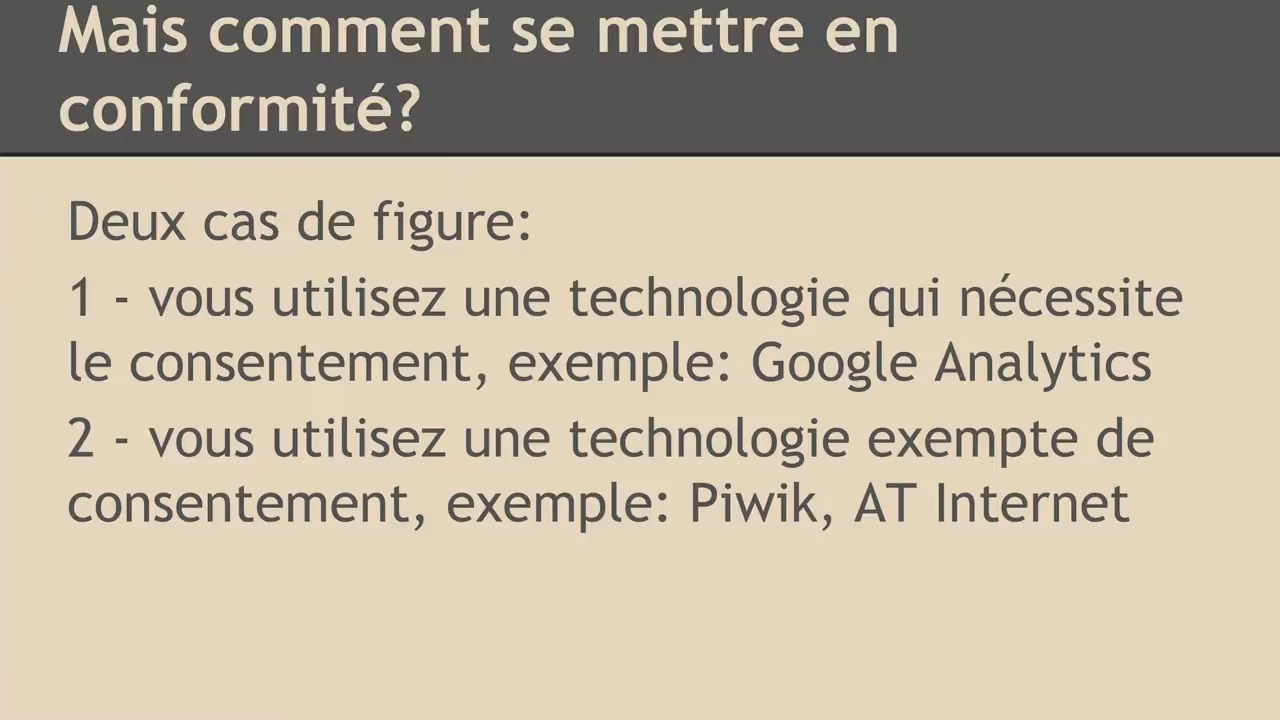 Mais comment se mettre en
conformité?
Deux cas de figure:
1 - vous utilisez une technologie qui nécessite
le consentement, exemple: Google Analytics
2 - vous utilisez une technologie exempte de
consentement, exemple: Piwik, AT Internet